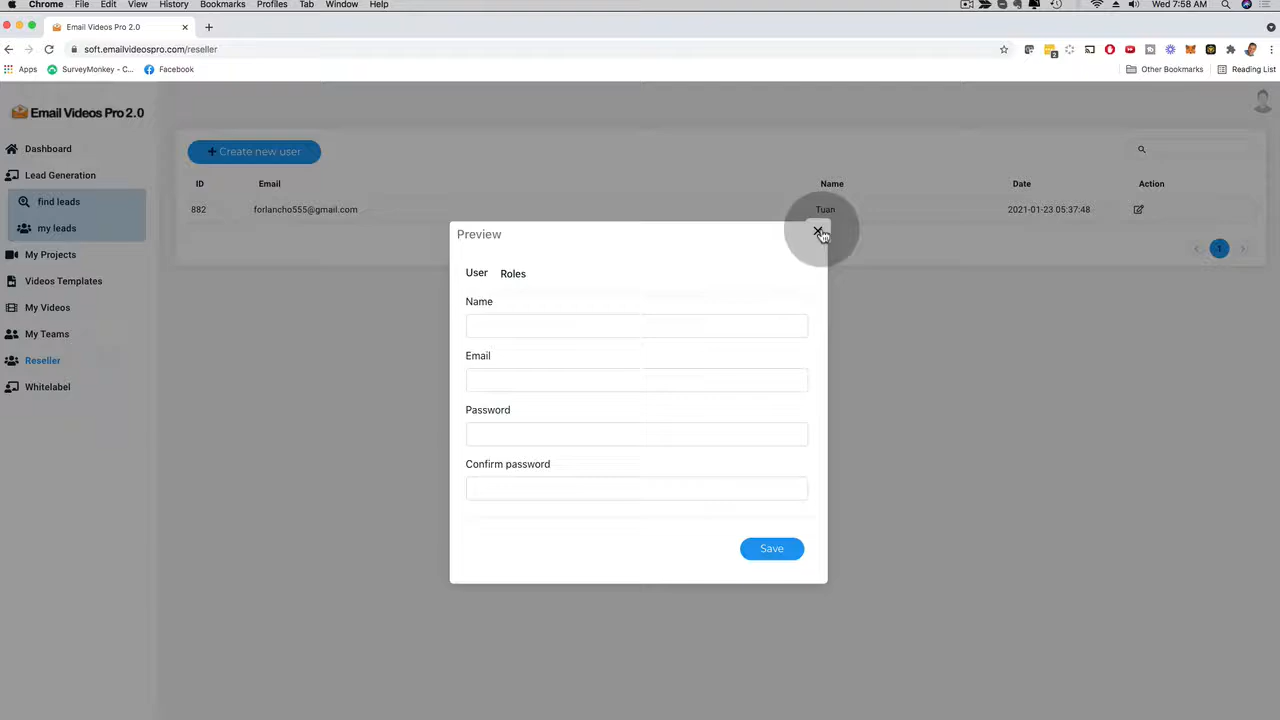 Chrome File Edit View History Bookmarks Profiles Tab Window Help Wed 7:58 AM
Email Videos Pro 2.0
soft.emailvideospro.com/reseller
2
Apps SurveyMonkey - C... Facebook Other Bookmarks Reading List
Email Videos Pro 2.0
Dashboard
Lead Generation
find leads
my leads
My Projects
Videos Templates
My Videos
My Teams
Reseller
Whitelabel
+ Create new user
ID Email Name Date Action
882 forlancho555@gmail.com Tuan 2021-01-23 05:37:48
1
Preview
User Roles
Name
Email
Password
Confirm password
Save